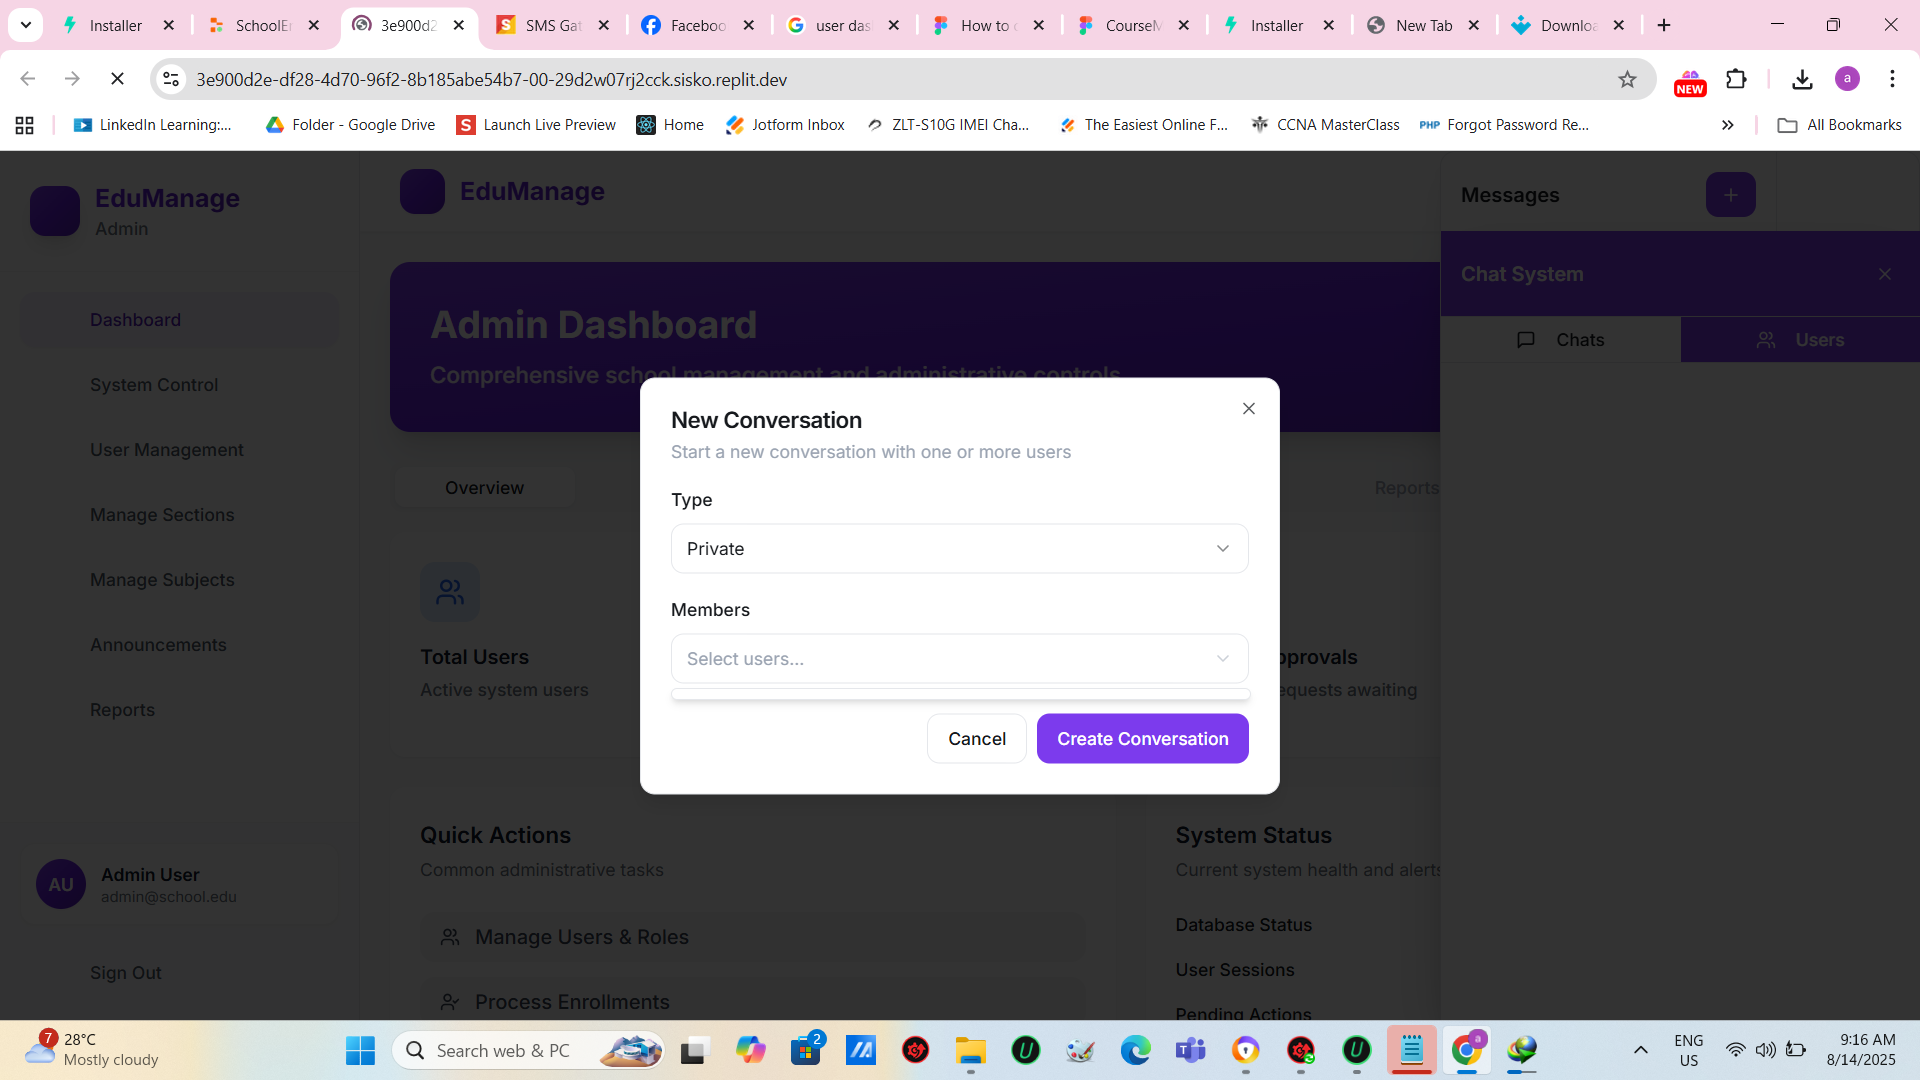 Installer
SchoolEr
3e900d2
SMS Gat
Faceboo
user das
How to c
CourseM
Installer
New Tab
Downloa
3e900d2e-df28-4d70-96f2-8b185abe54b7-00-29d2w07rj2cck.sisko.replit.dev
NEW
a
LinkedIn Learning:...
Folder - Google Drive
S Launch Live Preview
Home
Jotform Inbox
ZLT-S10G IMEI Cha...
The Easiest Online F...
CCNA MasterClass
PHP Forgot Password Re...
All Bookmarks
EduManage
Admin
EduManage
Messages
Chat System
Chats
Users
Dashboard
System Control
User Management
Manage Sections
Manage Subjects
Announcements
Reports
Admin Dashboard
Comprehensive school management and administrative controls
Overview
Reports
New Conversation
Start a new conversation with one or more users
Type
Private
Members
Select users...
Cancel
Create Conversation
Total Users
Active system users
pprovals
equests awaiting
Quick Actions
Common administrative tasks
Manage Users & Roles
Process Enrollments
System Status
Current system health and alerts
Database Status
User Sessions
Pending Actions
AU
Admin User
admin@school.edu
Sign Out
7
28°C
Mostly cloudy
Search web & PC
2
a
ENG
US
9:16 AM
8/14/2025